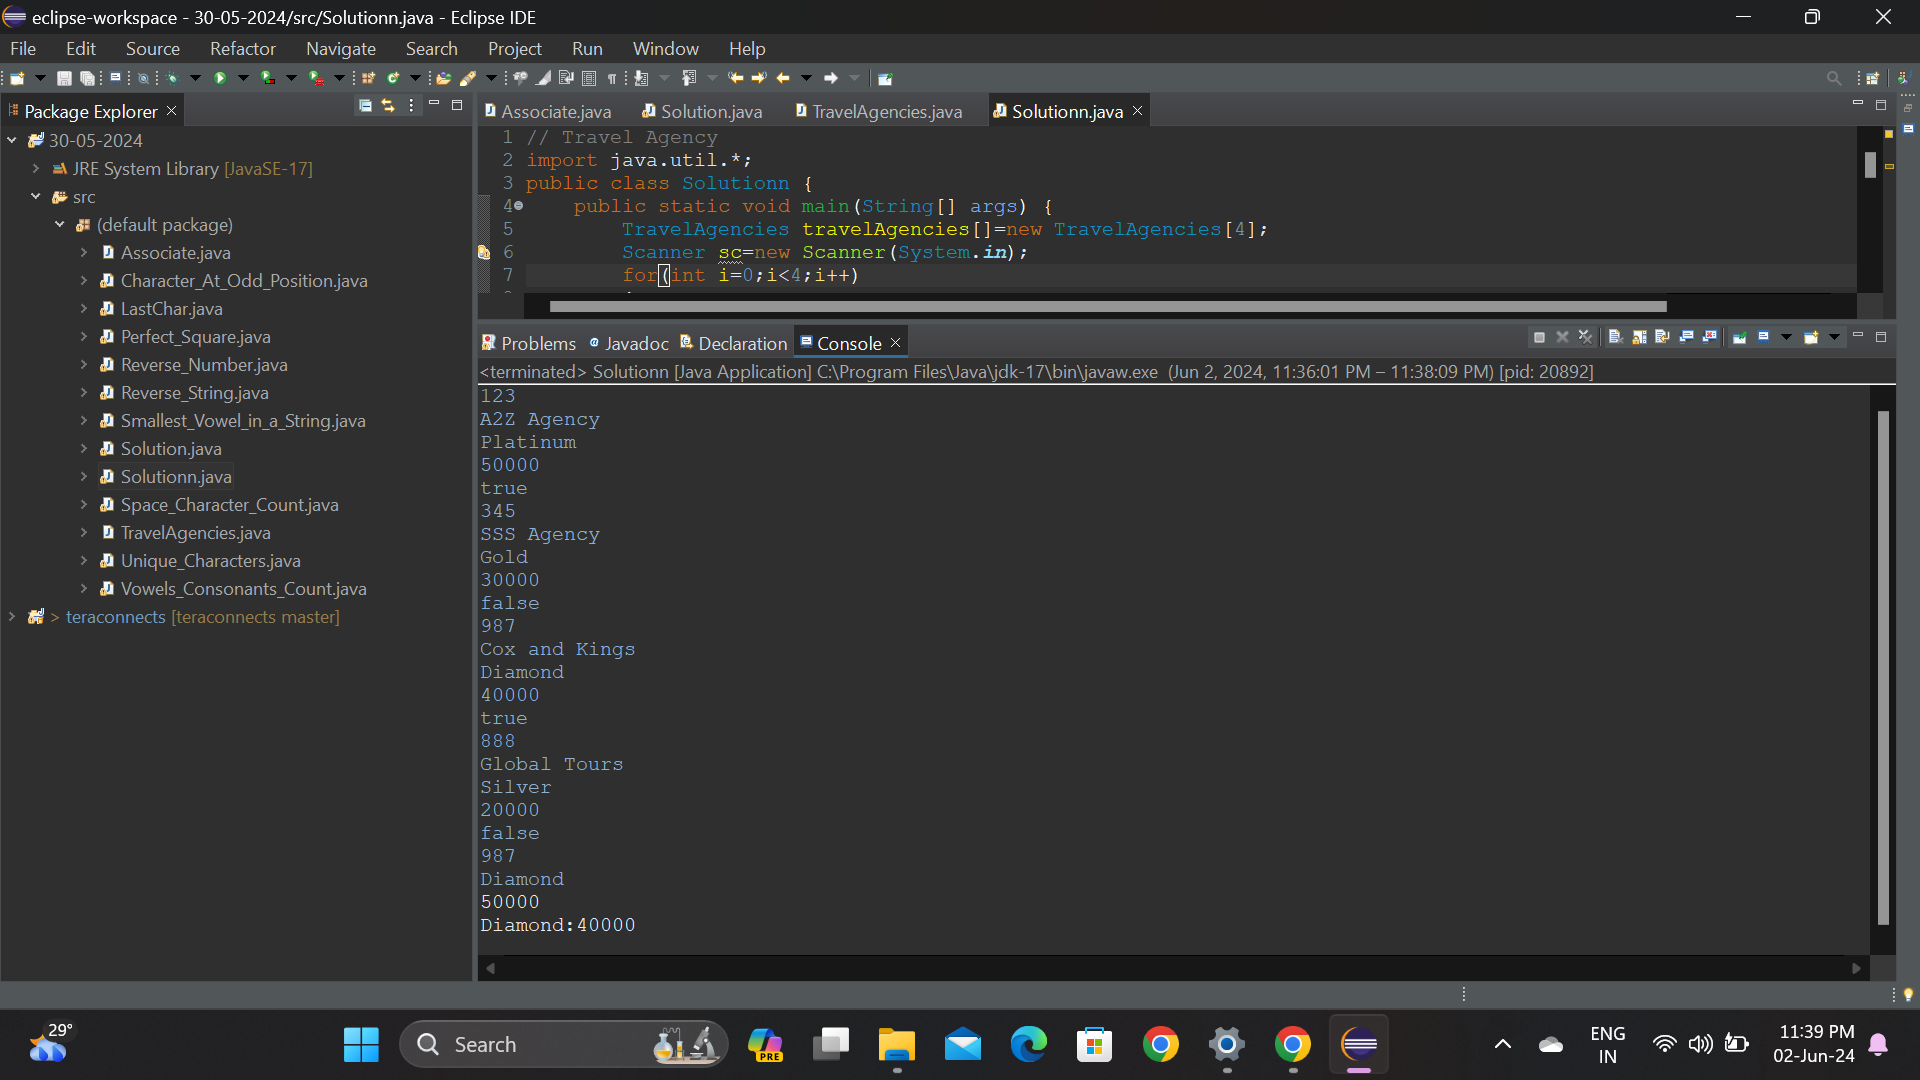 eclipse-workspace - 30-05-2024/src/Solutionn.java - Eclipse IDE
File Edit Source Refactor Navigate Search Project Run Window Help
Package Explorer
30-05-2024
JRE System Library [JavaSE-17]
src
(default package)
Associate.java
Character_At_Odd_Position.java
LastChar.java
Perfect_Square.java
Reverse_Number.java
Reverse_String.java
Smallest_Vowel_in_a_String.java
Solution.java
Solutionn.java
Space_Character_Count.java
TravelAgencies.java
Unique_Characters.java
Vowels_Consonants_Count.java
> teraconnects [teraconnects master]
Associate.java Solution.java TravelAgencies.java Solutionn.java
1 // Travel Agency
2 import java.util.*;
3 public class Solutionn {
4 public static void main(String[] args) {
5 TravelAgencies travelAgencies[]=new TravelAgencies[4];
6 Scanner sc=new Scanner(System.in);
7 for(int i=0;i<4;i++)
Problems Javadoc Declaration Console
<terminated> Solutionn [Java Application] C:\Program Files\Java\jdk-17\bin\javaw.exe (Jun 2, 2024, 11:36:01 PM – 11:38:09 PM) [pid: 20892]
123
A2Z Agency
Platinum
50000
true
345
SSS Agency
Gold
30000
false
987
Cox and Kings
Diamond
40000
true
888
Global Tours
Silver
20000
false
987
Diamond
50000
Diamond:40000
29°
Search
PRE
ENG
IN
11:39 PM
02-Jun-24